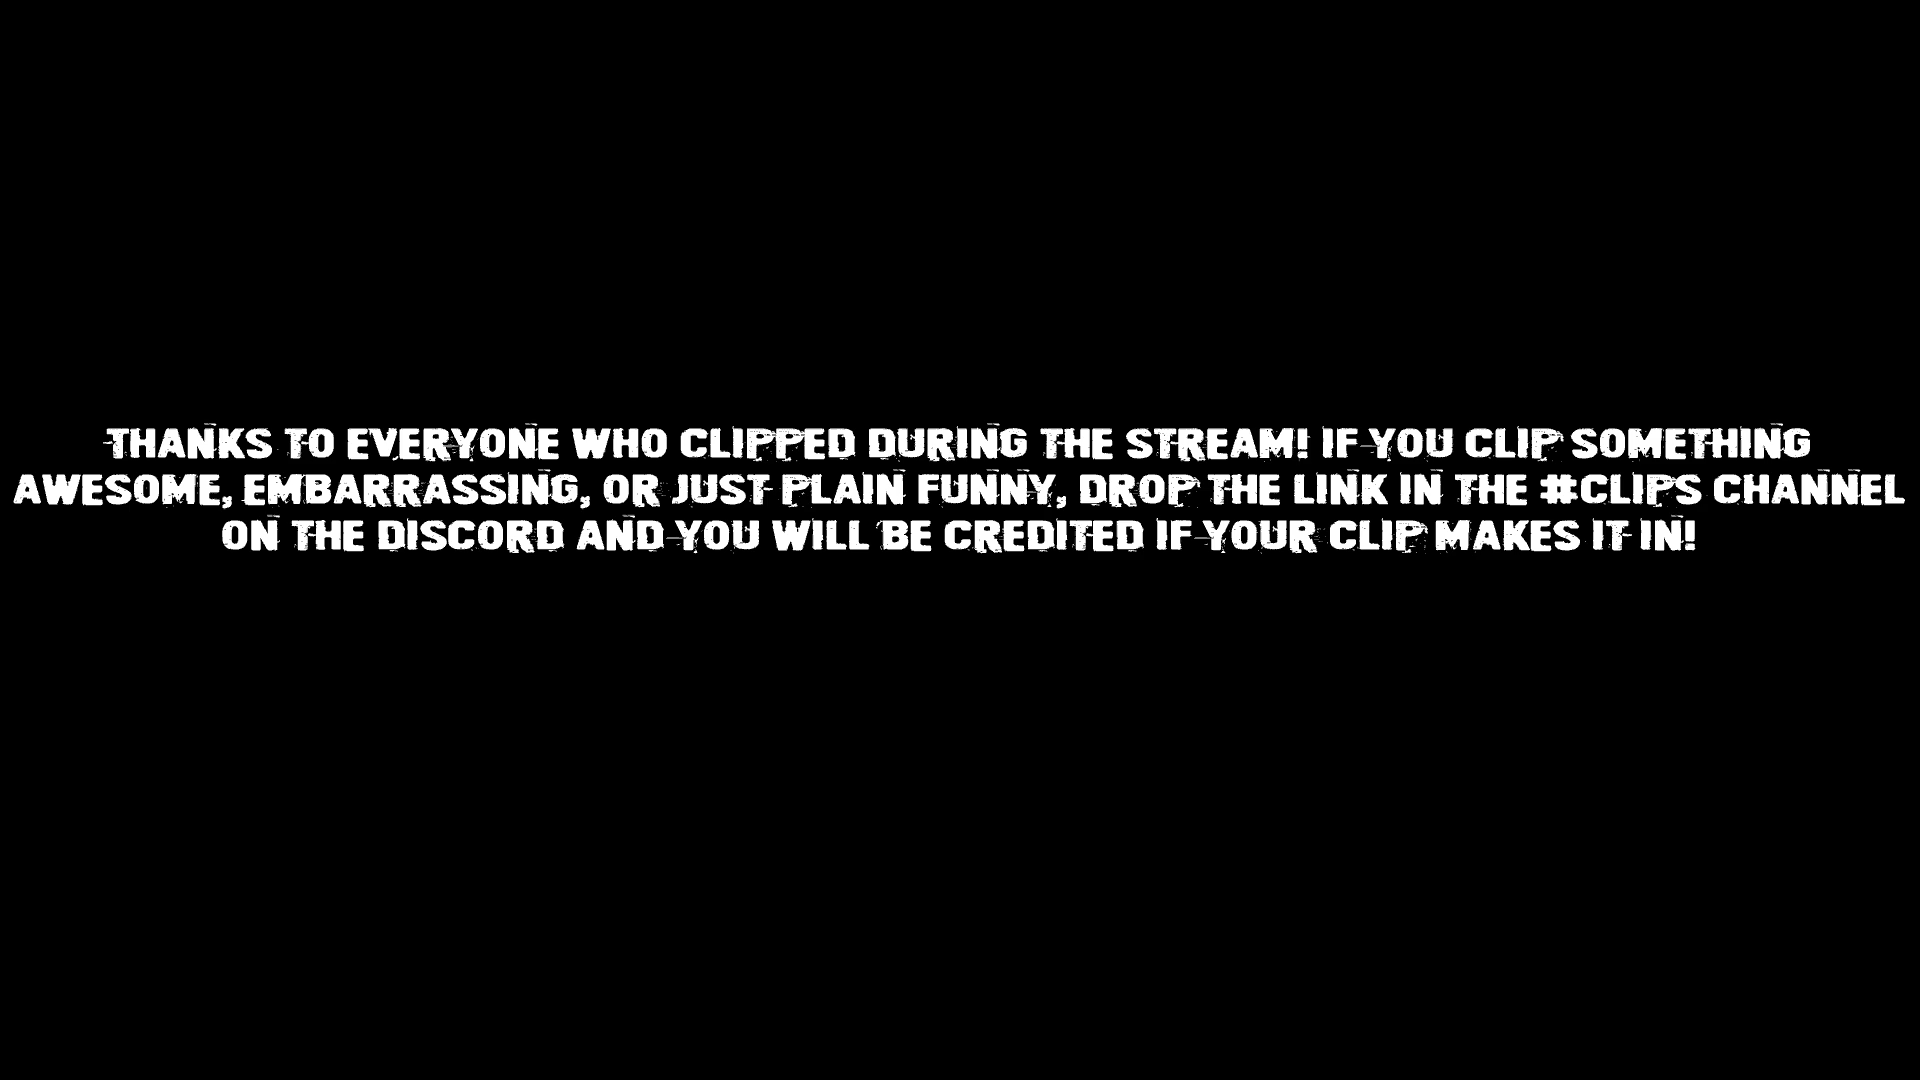 THANKS TO EVERYONE WHO CLIPPED DURING THE STREAM! IF YOU CLIP SOMETHING
AWESOME, EMBARRASSING, OR JUST PLAIN FUNNY, DROP THE LINK IN THE #CLIPS CHANNEL
ON THE DISCORD AND YOU WILL BE CREDITED IF YOUR CLIP MAKES IT IN!